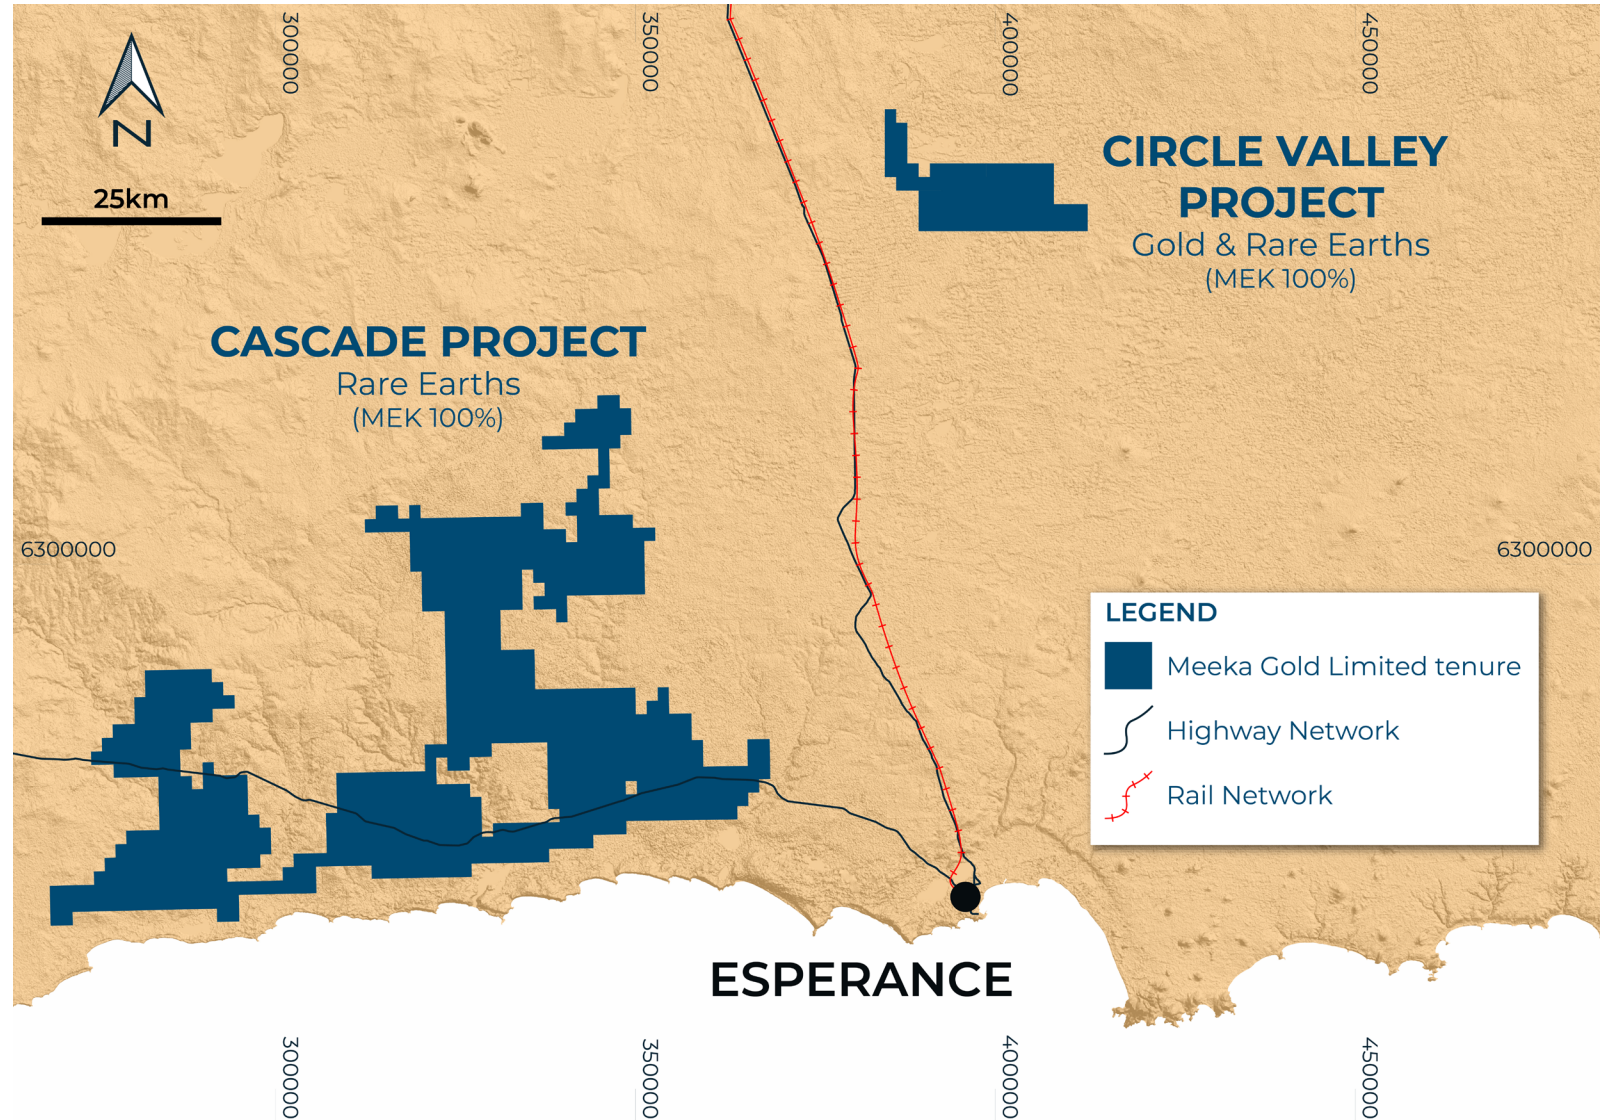 300000
350000
400000
450000
N
25km
CIRCLE VALLEY
PROJECT
Gold & Rare Earths
(MEK 100%)
CASCADE PROJECT
Rare Earths
(MEK 100%)
6300000
6300000
LEGEND
Meeka Gold Limited tenure
Highway Network
Rail Network
ESPERANCE
300000
350000
400000
450000